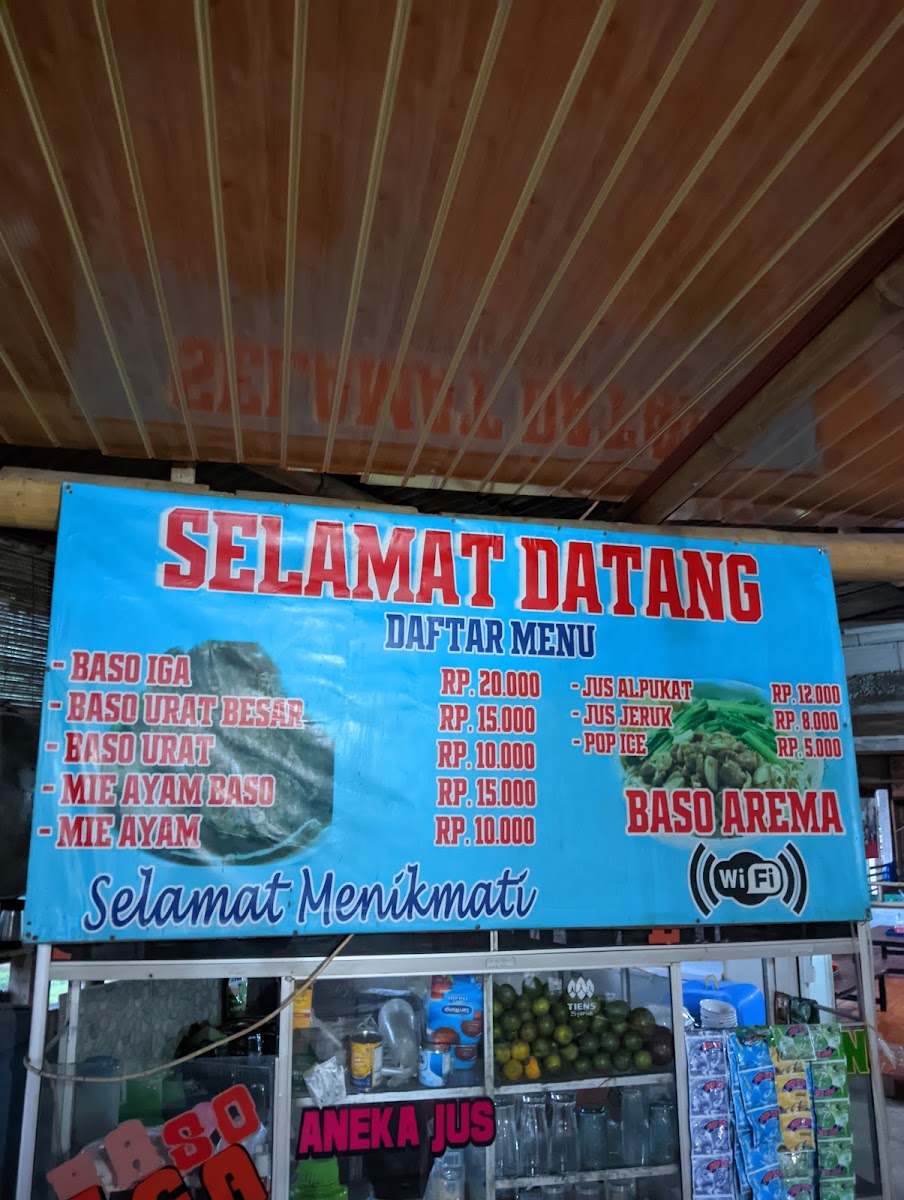 SELAMAT DATANG
DAFTAR MENU
- BASO IGA RP. 20.000
- BASO URAT BESAR RP. 15.000
- BASO URAT RP. 10.000
- MIE AYAM BASO RP. 15.000
- MIE AYAM RP. 10.000
- JUS ALPUKAT RP. 12.000
- JUS JERUK RP. 8.000
- POP ICE RP. 5.000
BASO AREMA
WiFi
Selamat Menikmati
TIENS
ANEKA JUS
BASO
IGA